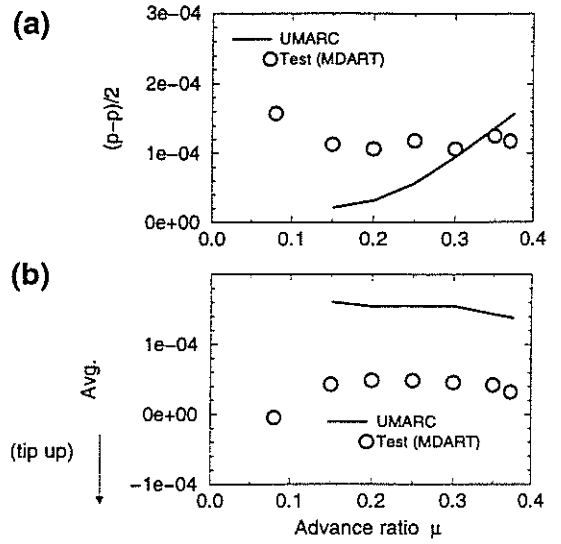 (a)
(p-p)/2
3e-04
2e-04
1e-04
0e+00
UMARC
Test (MDART)
0.0 0.1 0.2 0.3 0.4
(b)
Avg.
(tip up)
1e-04
0e+00
-1e-04
UMARC
Test (MDART)
0.0 0.1 0.2 0.3 0.4
Advance ratio μ